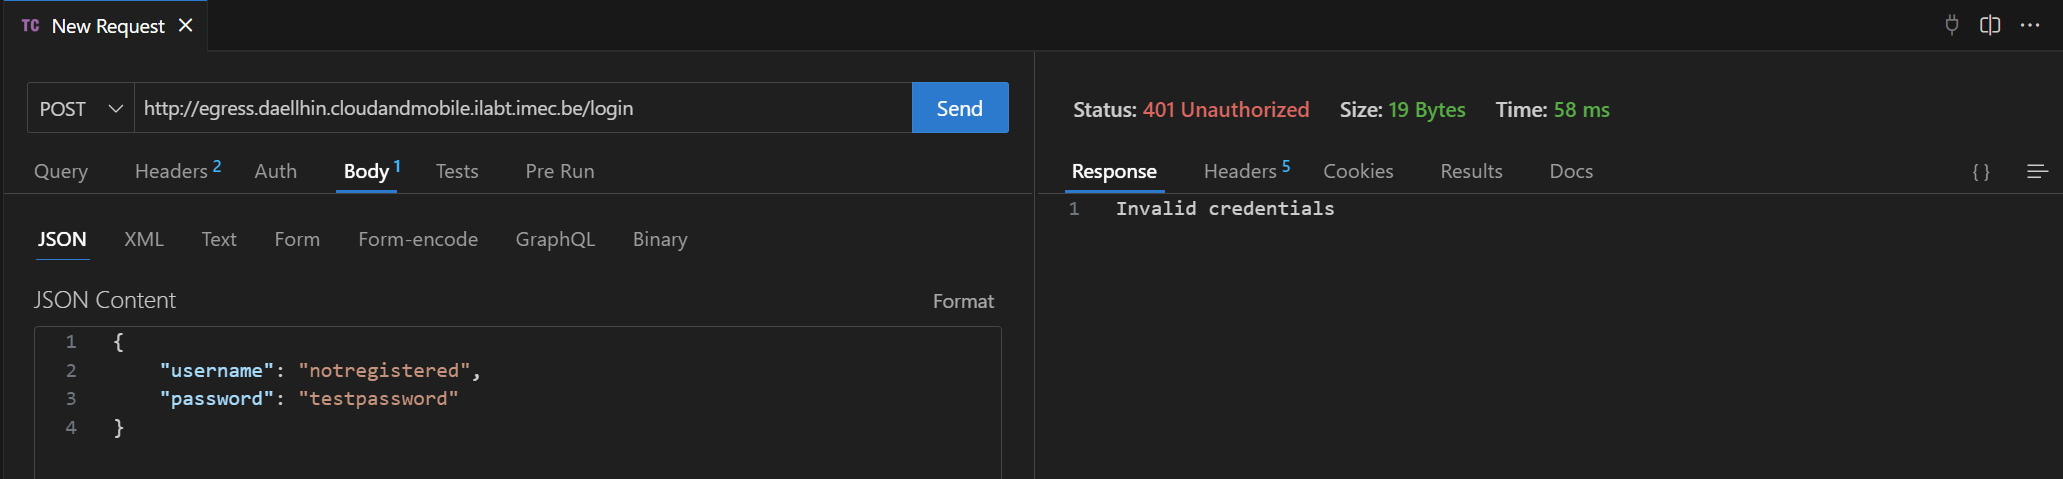 TC New Request
POST http://egress.daellhin.cloudandmobile.ilabt.imec.be/login Send
Query Headers 2 Auth Body 1 Tests Pre Run
JSON XML Text Form Form-encode GraphQL Binary
JSON Content Format
1 {
2 "username": "notregistered",
3 "password": "testpassword"
4 }
Status: 401 Unauthorized Size: 19 Bytes Time: 58 ms
Response Headers 5 Cookies Results Docs {}
1 Invalid credentials